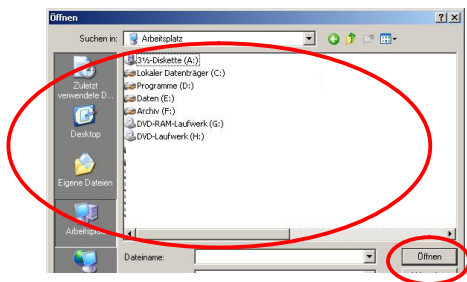 Öffnen
Suchen in:
Arbeitsplatz
3½-Diskette (A:)
Lokaler Datenträger (C:)
Programme (D:)
Daten (E:)
Archiv (F:)
DVD-RAM-Laufwerk (G:)
DVD-Laufwerk (H:)
Zuletzt
verwendete D...
Desktop
Eigene Dateien
Arbeitsplatz
Dateiname:
Öffnen